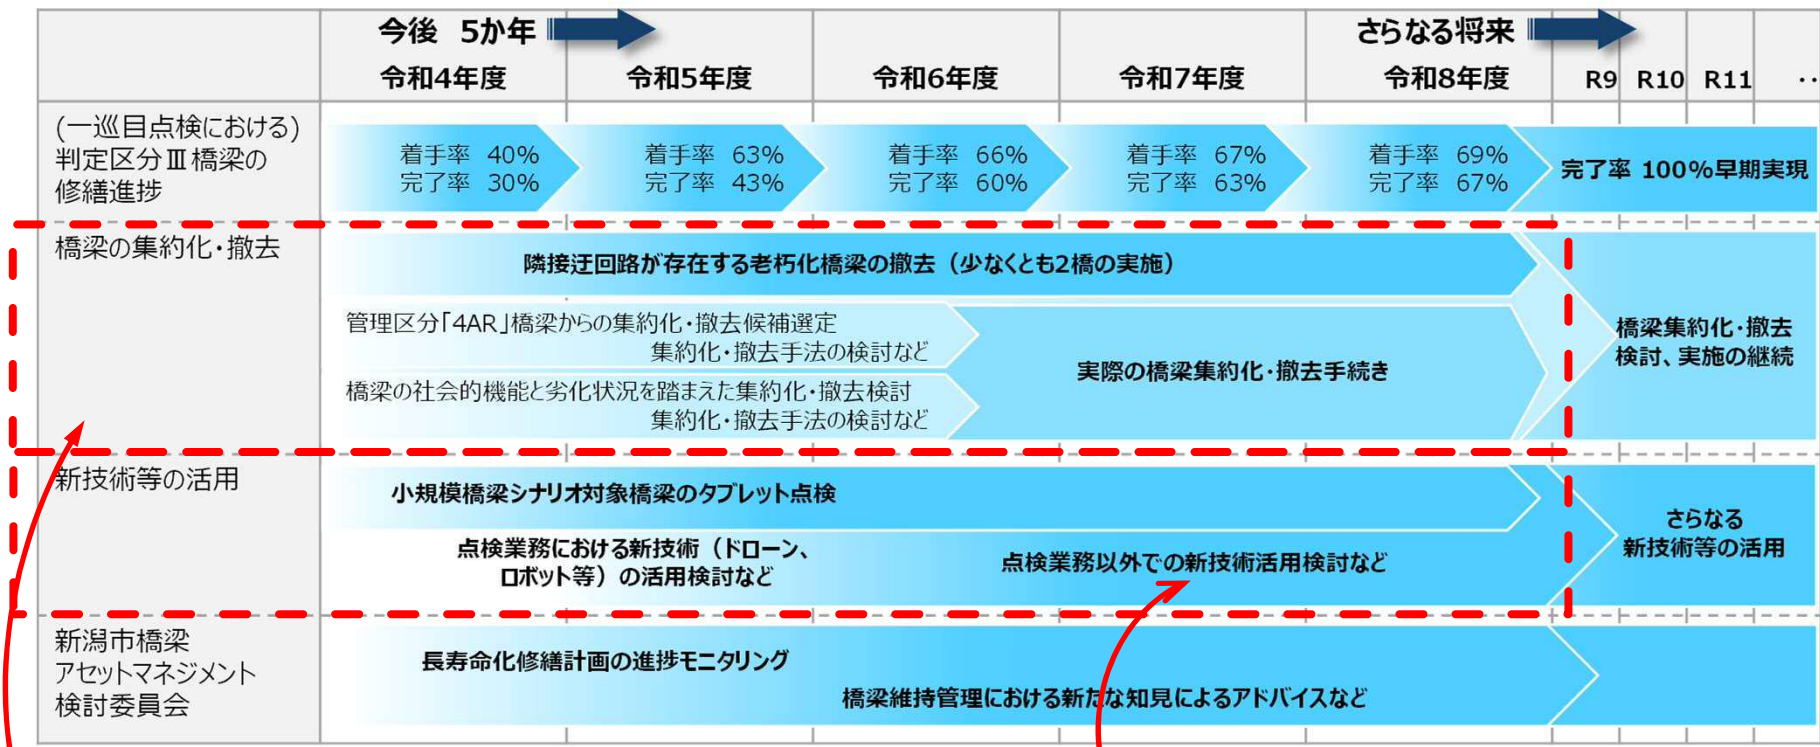 今後 5か年
さらなる将来
令和4年度 令和5年度 令和6年度 令和7年度 令和8年度 R9 R10 R11 ‥
(一巡目点検における)
判定区分Ⅲ橋梁の
修繕進捗
着手率 40%
完了率 30%
着手率 63%
完了率 43%
着手率 66%
完了率 60%
着手率 67%
完了率 63%
着手率 69%
完了率 67%
完了率 100%早期実現
橋梁の集約化・撤去
隣接迂回路が存在する老朽化橋梁の撤去（少なくとも2橋の実施）
管理区分「4AR」橋梁からの集約化・撤去候補選定
集約化・撤去手法の検討など
橋梁の社会的機能と劣化状況を踏まえた集約化・撤去検討
集約化・撤去手法の検討など
実際の橋梁集約化・撤去手続き
橋梁集約化・撤去
検討、実施の継続
新技術等の活用
小規模橋梁シナリオ対象橋梁のタブレット点検
点検業務における新技術（ドローン、
ロボット等）の活用検討など
点検業務以外での新技術活用検討など
さらなる
新技術等の活用
新潟市橋梁
アセットマネジメント
検討委員会
長寿命化修繕計画の進捗モニタリング
橋梁維持管理における新たな知見によるアドバイスなど